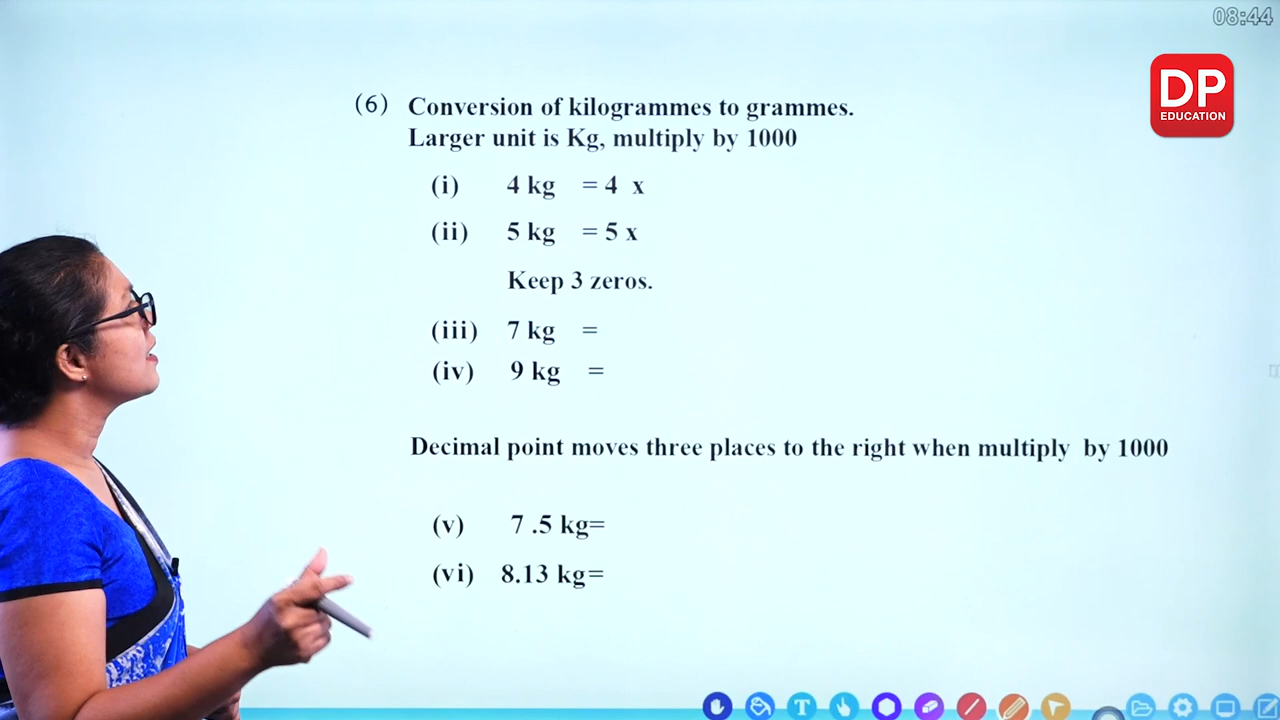 08:44
DP
EDUCATION
(6) Conversion of kilogrammes to grammes.
Larger unit is Kg, multiply by 1000
(i) 4 kg = 4 x
(ii) 5 kg = 5 x
Keep 3 zeros.
(iii) 7 kg =
(iv) 9 kg =
Decimal point moves three places to the right when multiply by 1000
(v) 7 .5 kg=
(vi) 8.13 kg=
T